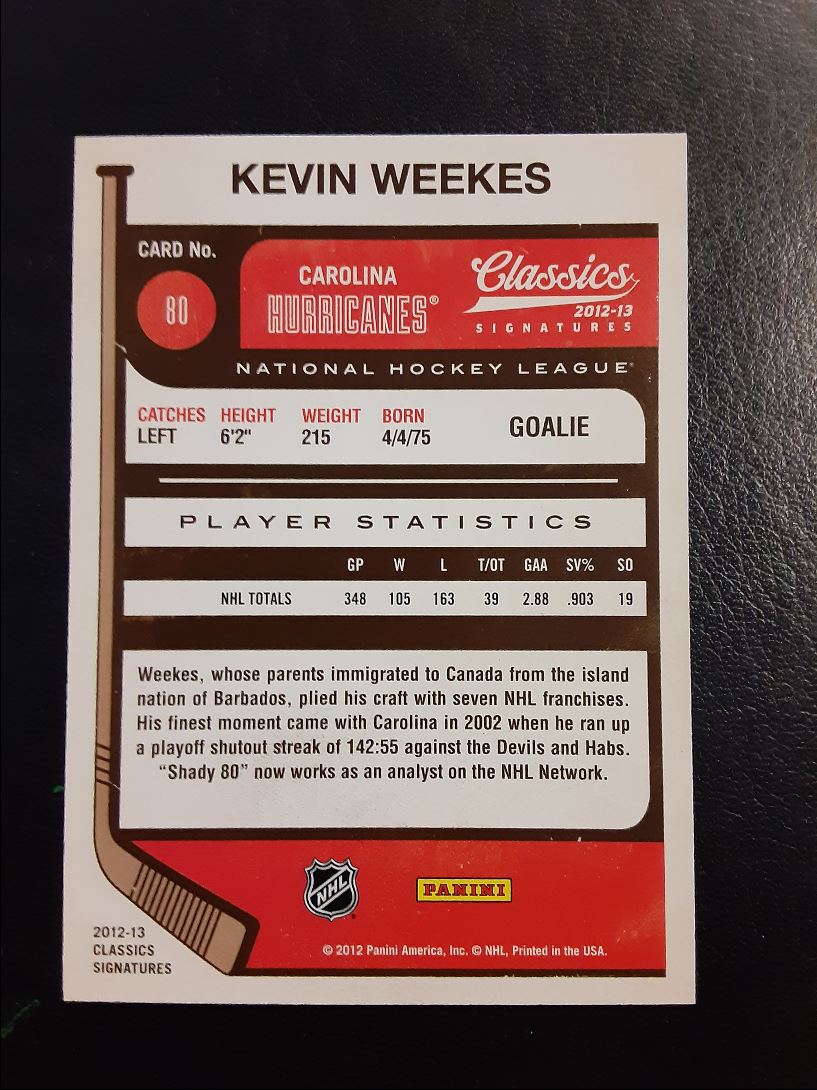 KEVIN WEEKES
CARD No.
80
CAROLINA
HURRICANES®
Classics
2012-13
SIGNATURES
NATIONAL HOCKEY LEAGUE
CATCHES HEIGHT WEIGHT BORN
LEFT 6'2" 215 4/4/75
GOALIE
PLAYER STATISTICS
GP W L T/OT GAA SV% SO
NHL TOTALS 348 105 163 39 2.88 .903 19
Weekes, whose parents immigrated to Canada from the island
nation of Barbados, plied his craft with seven NHL franchises.
His finest moment came with Carolina in 2002 when he ran up
a playoff shutout streak of 142:55 against the Devils and Habs.
“Shady 80” now works as an analyst on the NHL Network.
NHL
PANINI
2012-13
CLASSICS
SIGNATURES
© 2012 Panini America, Inc. © NHL, Printed in the USA.